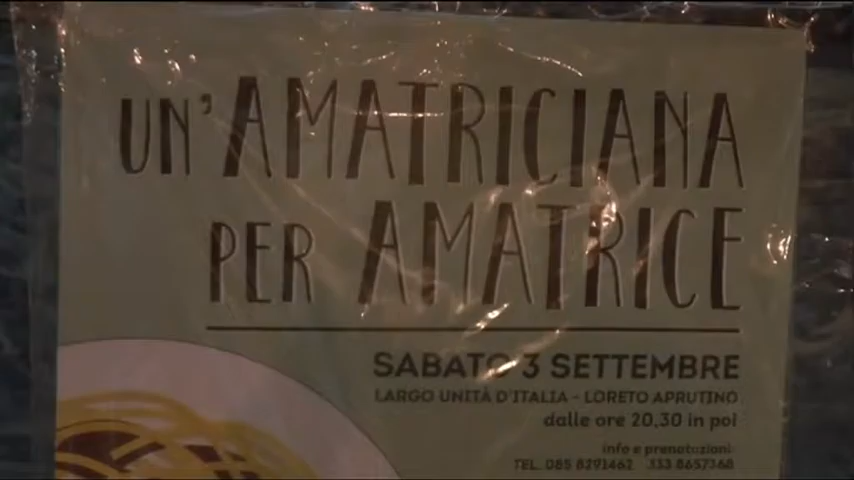 UN'AMATRICIANA
PER AMATRICE
SABATO 3 SETTEMBRE
LARGO UNITÀ D'ITALIA - LORETO APRUTINO
dalle ore 20,30 in poi
info e prenotazioni:
TEL. 085 8291462 333 8657368